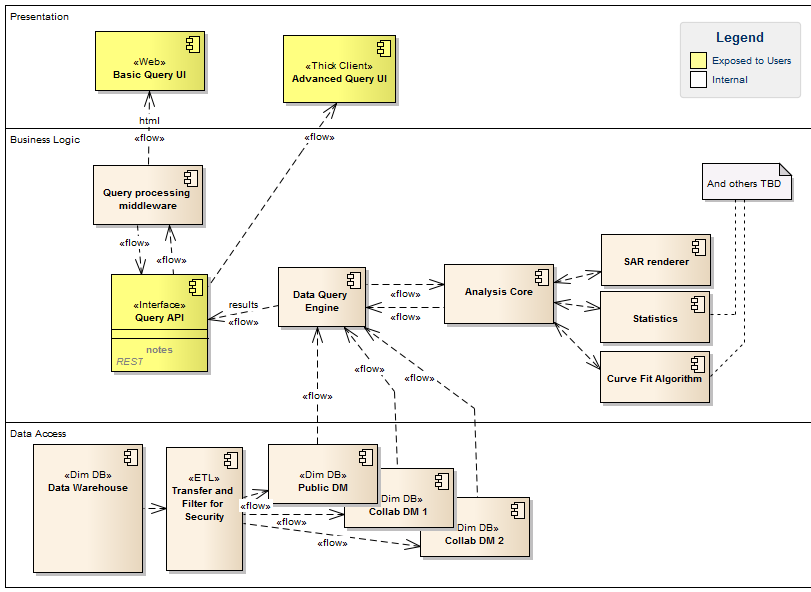 Presentation
«Web»
Basic Query UI
«Thick Client»
Advanced Query UI
Legend
Exposed to Users
Internal
html
«flow»
«flow»
Business Logic
Query processing
middleware
And others TBD
«flow»
«flow»
«Interface»
Query API
notes
REST
results
«flow»
Data Query
Engine
«flow»
«flow»
Analysis Core
SAR renderer
Statistics
Curve Fit Algorithm
«flow»
«flow»
«flow»
Data Access
«Dim DB»
Data Warehouse
«ETL»
Transfer and
Filter for
Security
«Dim DB»
Public DM
«flow»
«flow»
«flow»
Dim DB»
Collab DM 1
Dim DB»
Collab DM 2